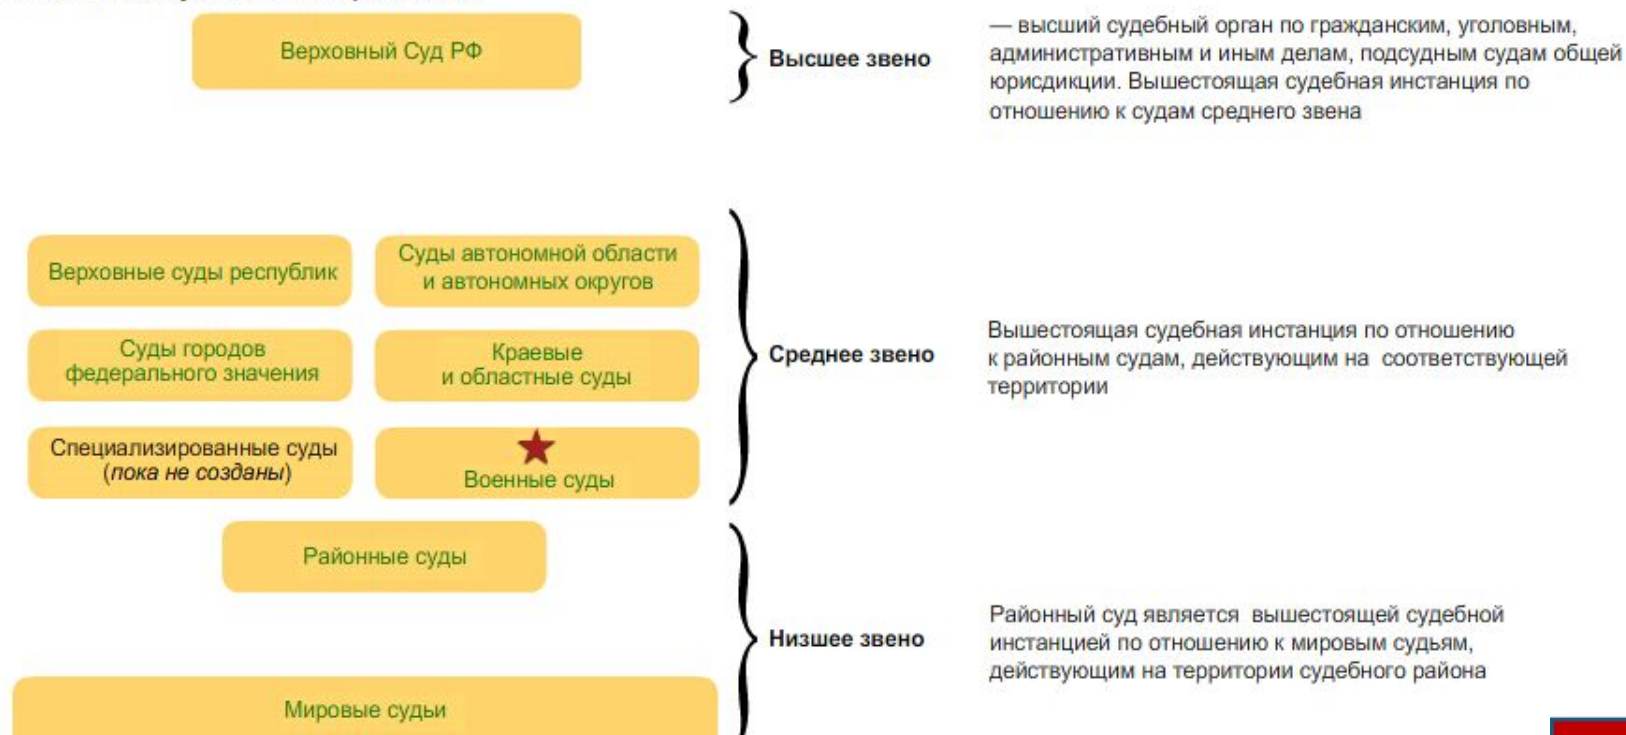 Верховный Суд РФ
Высшее звено
— высший судебный орган по гражданским, уголовным,
административным и иным делам, подсудным судам общей
юрисдикции. Вышестоящая судебная инстанция по
отношению к судам среднего звена
Верховные суды республик
Суды автономной области
и автономных округов
Суды городов
федерального значения
Краевые
и областные суды
Специализированные суды
(пока не созданы)
Военные суды
Среднее звено
Вышестоящая судебная инстанция по отношению
к районным судам, действующим на соответствующей
территории
Районные суды
Мировые судьи
Низшее звено
Районный суд является вышестоящей судебной
инстанцией по отношению к мировым судьям,
действующим на территории судебного района